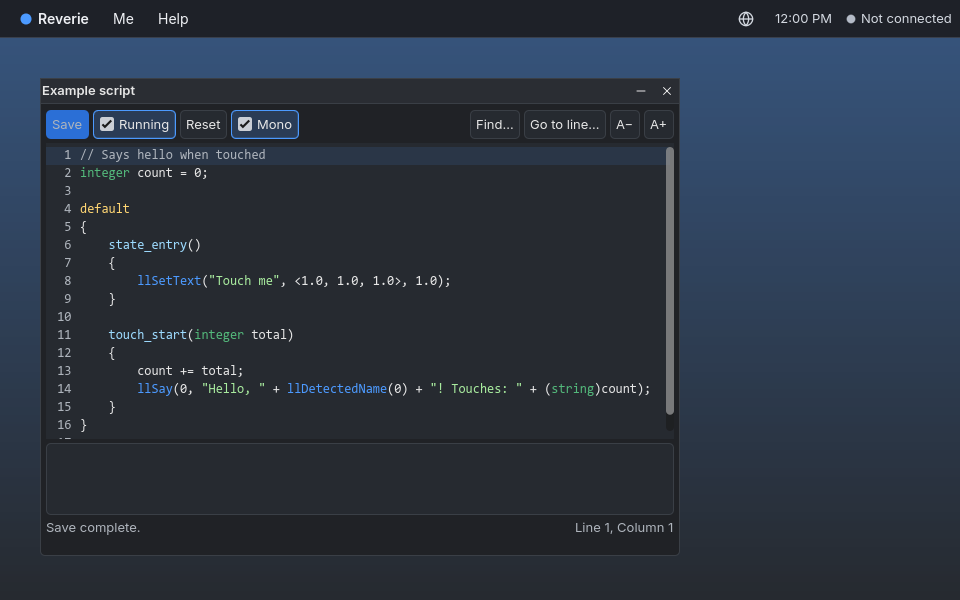 Reverie Me Help 12:00 PM Not connected
Example script
Save Running Reset Mono Find... Go to line... A− A+
1 // Says hello when touched
2 integer count = 0;
3
4 default
5 {
6     state_entry()
7     {
8         llSetText("Touch me", <1.0, 1.0, 1.0>, 1.0);
9     }
10
11     touch_start(integer total)
12     {
13         count += total;
14         llSay(0, "Hello, " + llDetectedName(0) + "! Touches: " + (string)count);
15     }
16 }
Save complete. Line 1, Column 1